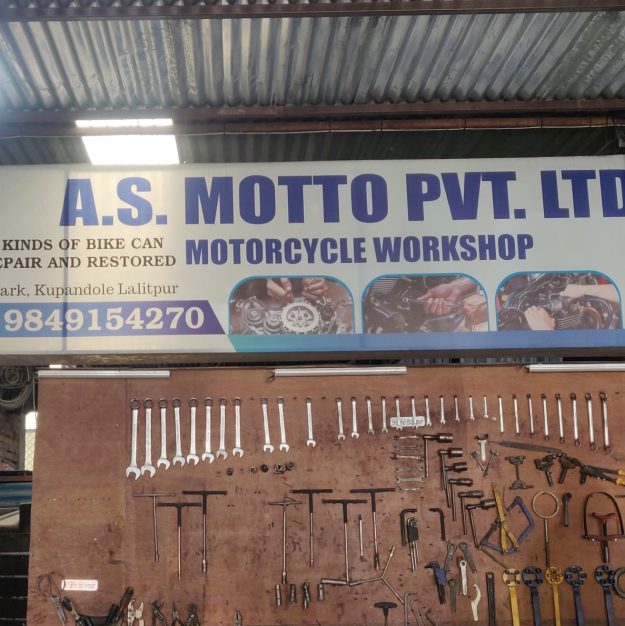 A.S. MOTTO PVT. LTD
KINDS OF BIKE CAN
EPAIR AND RESTORED
MOTORCYCLE WORKSHOP
ark, Kupandole Lalitpur
9849154270